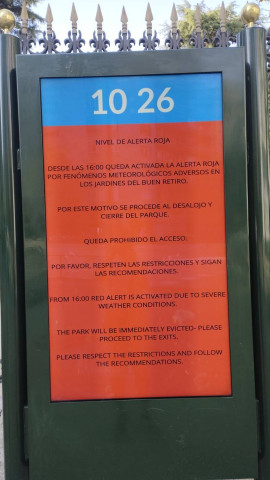 10 26
NIVEL DE ALERTA ROJA
DESDE LAS 16:00 QUEDA ACTIVADA LA ALERTA ROJA
POR FENÓMENOS METEOROLÓGICOS ADVERSOS EN
LOS JARDINES DEL BUEN RETIRO.
POR ESTE MOTIVO SE PROCEDE AL DESALOJO Y
CIERRE DEL PARQUE.
QUEDA PROHIBIDO EL ACCESO
POR FAVOR, RESPETEN LAS RESTRICCIONES Y SIGAN
LAS RECOMENDACIONES.
FROM 16:00 RED ALERT IS ACTIVATED DUE TO SEVERE
WEATHER CONDITIONS.
THE PARK WILL BE IMMEDIATELY EVICTED- PLEASE
PROCEED TO THE EXITS.
PLEASE RESPECT THE RESTRICTIONS AND FOLLOW
THE RECOMMENDATIONS.